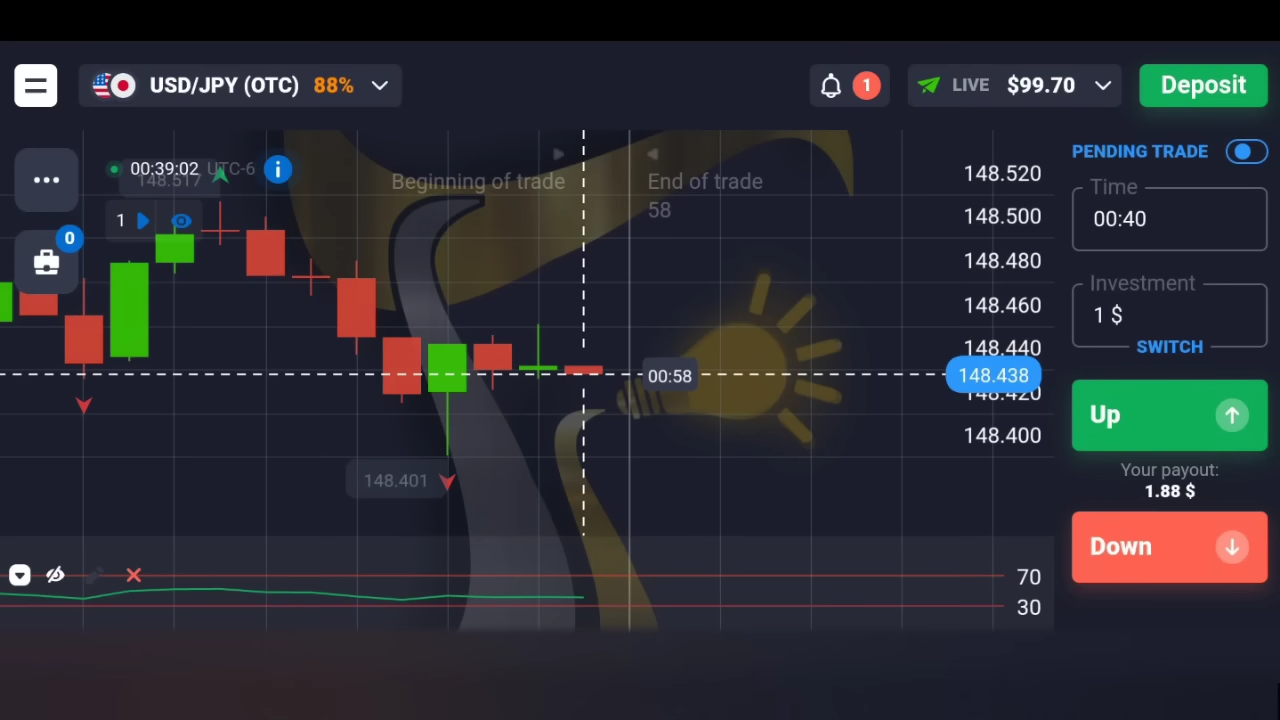 USD/JPY (OTC) 88%
1
LIVE $99.70
Deposit
00:39:02 UTC-6
148.517
Beginning of trade
End of trade
58
148.520
PENDING TRADE
Time
00:40
1
148.500
0
148.480
148.460
Investment
1 $
SWITCH
148.440
00:58
148.438
148.420
148.400
Up
Your payout:
1.88 $
148.401
Down
70
30